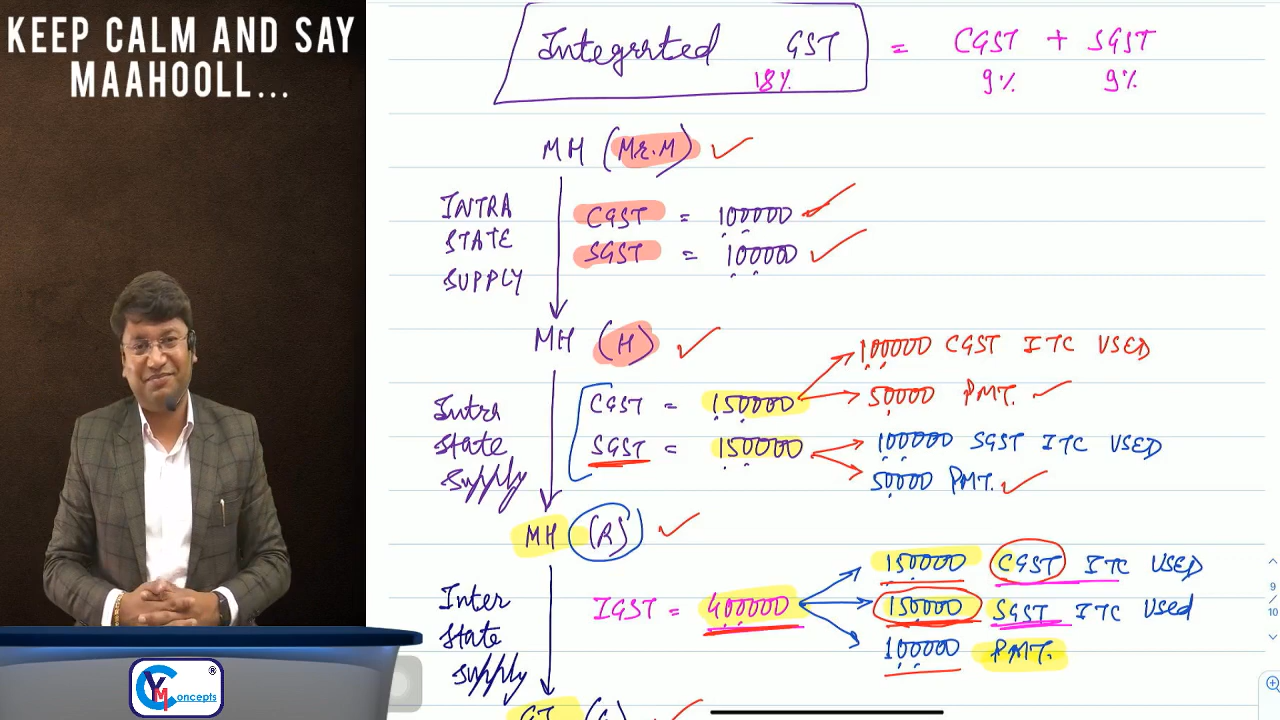 KEEP CALM AND SAY
MAAHOOLL...
Integrated GST = CGST + SGST
18% 9% 9%
MH (Mr.M)
INTRA
STATE
SUPPLY
CGST = 100000
SGST = 100000
MH (H)
100000 CGST ITC USED
50000 PMT.
Intra
state
supply
CGST = 150000
SGST = 150000
100000 SGST ITC USED
50000 PMT.
MH (R)
Inter
state
supply
IGST = 400000
150000 CGST ITC USED
150000 SGST ITC Used
100000 PMT.
YM Concepts
®
9
/
10